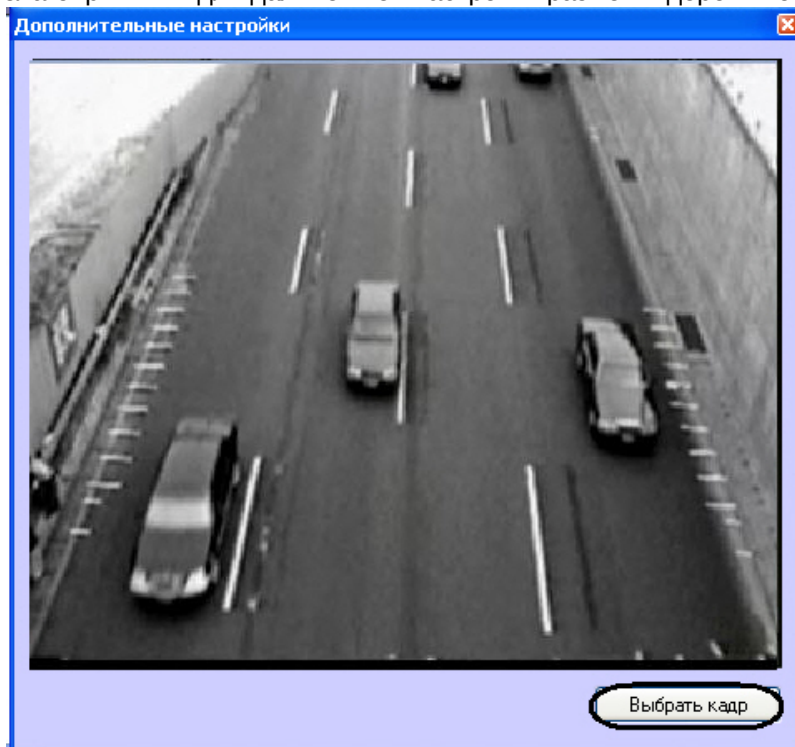 Дополнительные настройки
Выбрать кадр